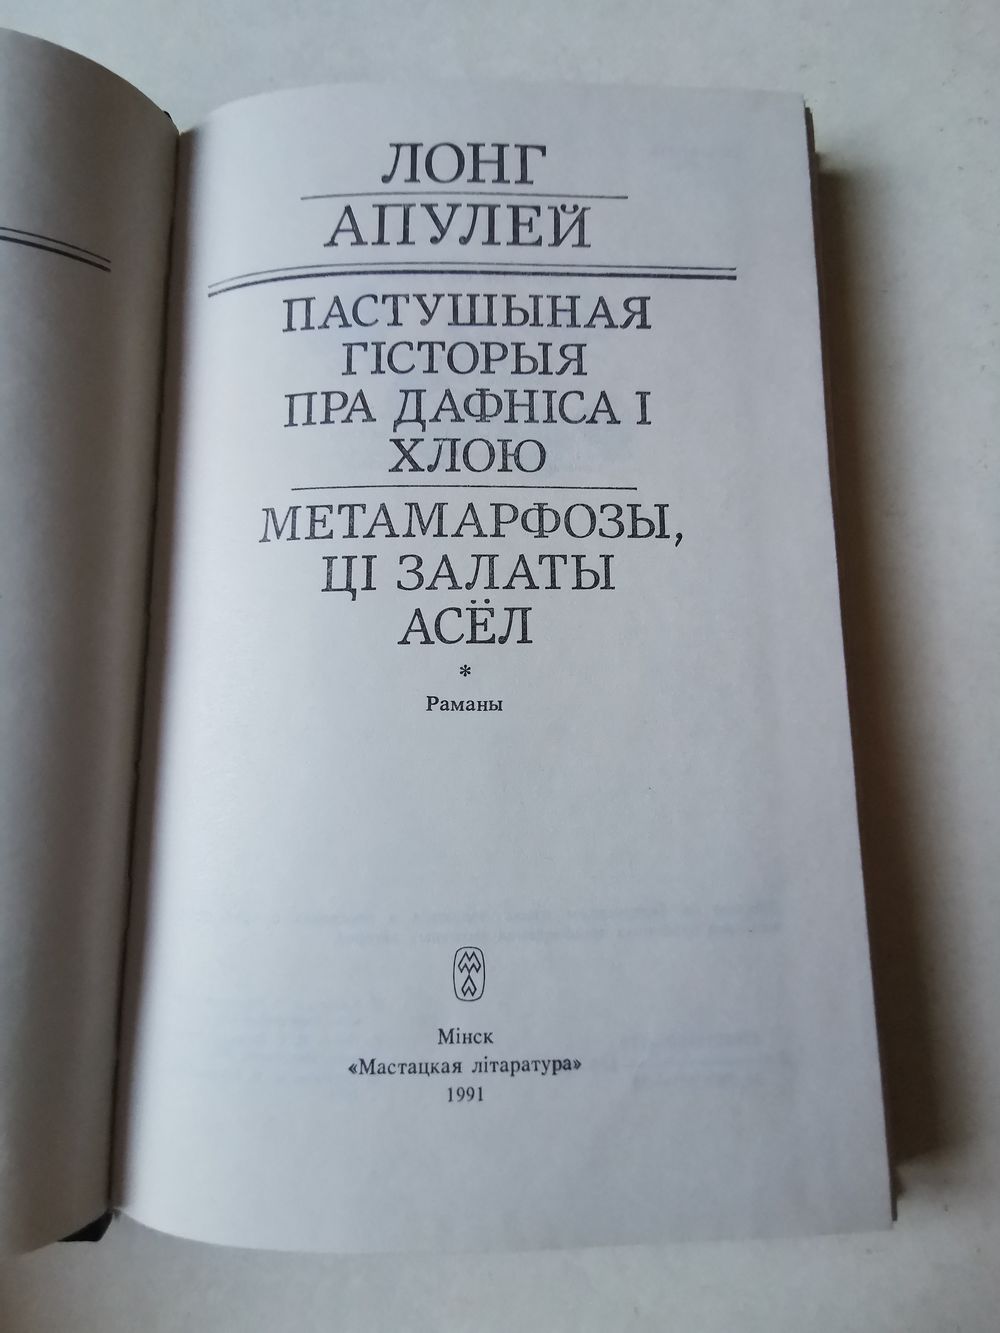 ЛОНГ
АПУЛЕЙ
ПАСТУШЫНАЯ
ГІСТОРЫЯ
ПРА ДАФНІСА І
ХЛОЮ
МЕТАМАРФОЗЫ,
ЦІ ЗАЛАТЫ
АСЁЛ
*
Раманы
Мінск
«Мастацкая літаратура»
1991